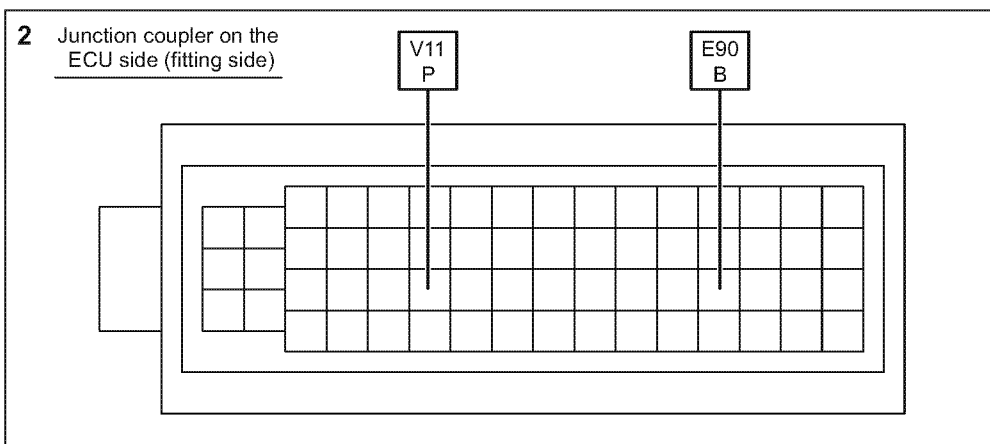 2 Junction coupler on the
ECU side (fitting side)
V11
P
E90
B